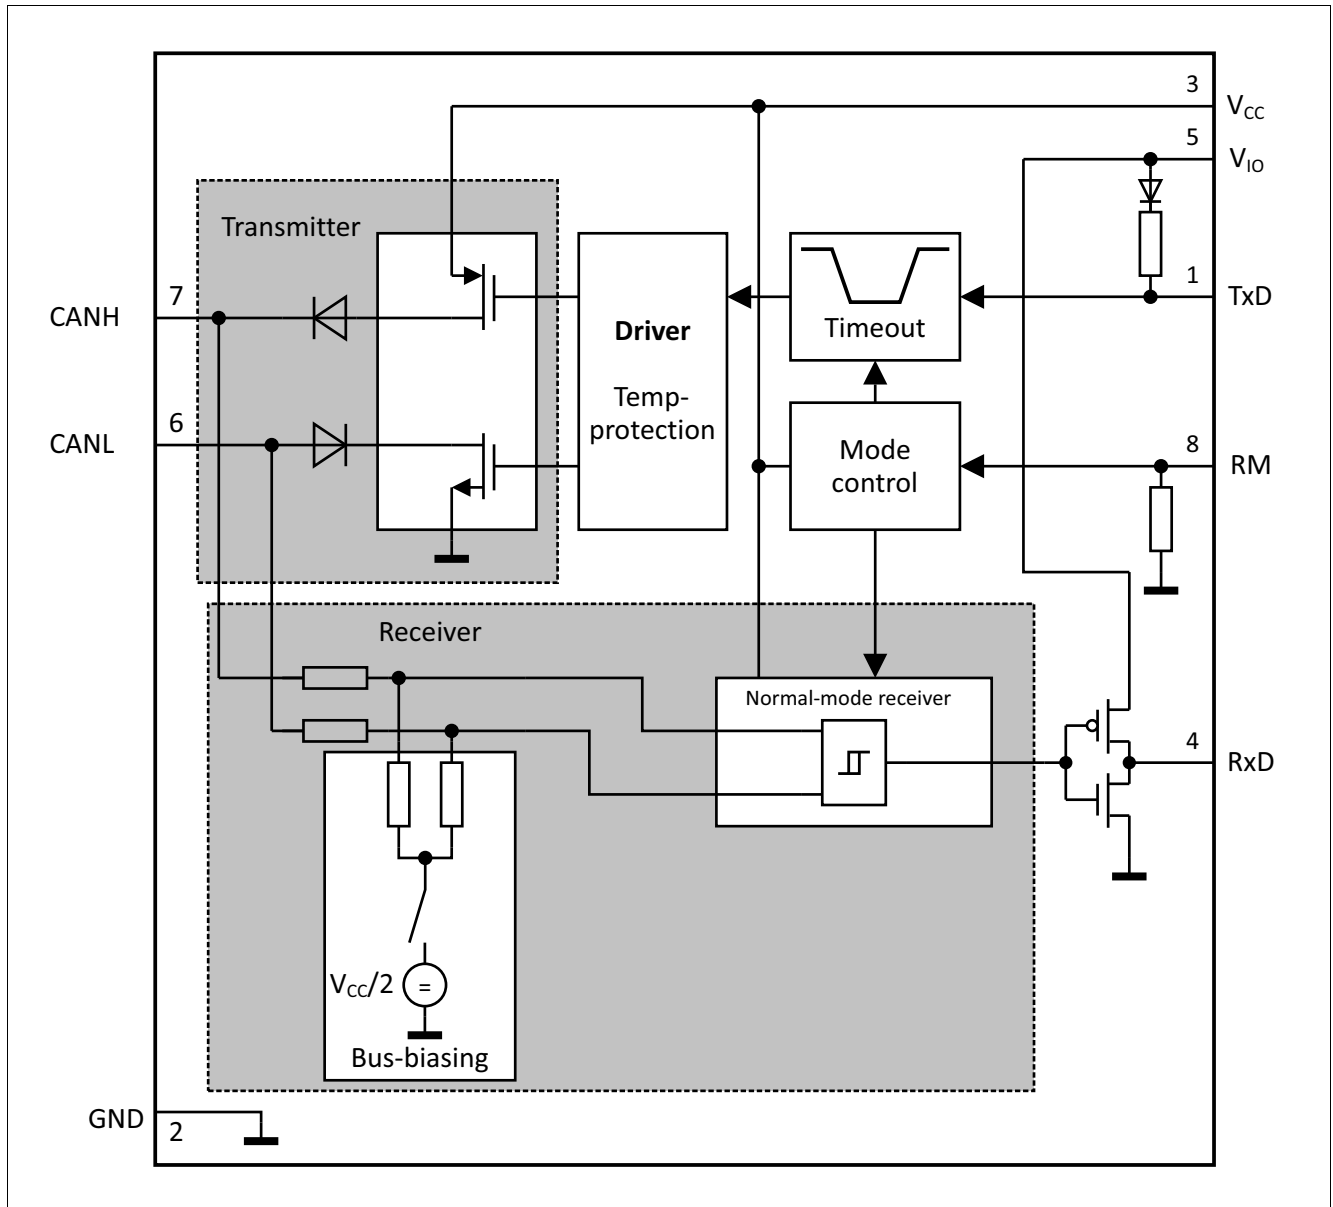 3
VCC
5
VIO
Transmitter
7
CANH
1
TxD
Timeout
Driver
Temp-
protection
6
CANL
Mode
control
8
RM
Receiver
Normal-mode receiver
4
RxD
VCC/2
=
Bus-biasing
GND
2